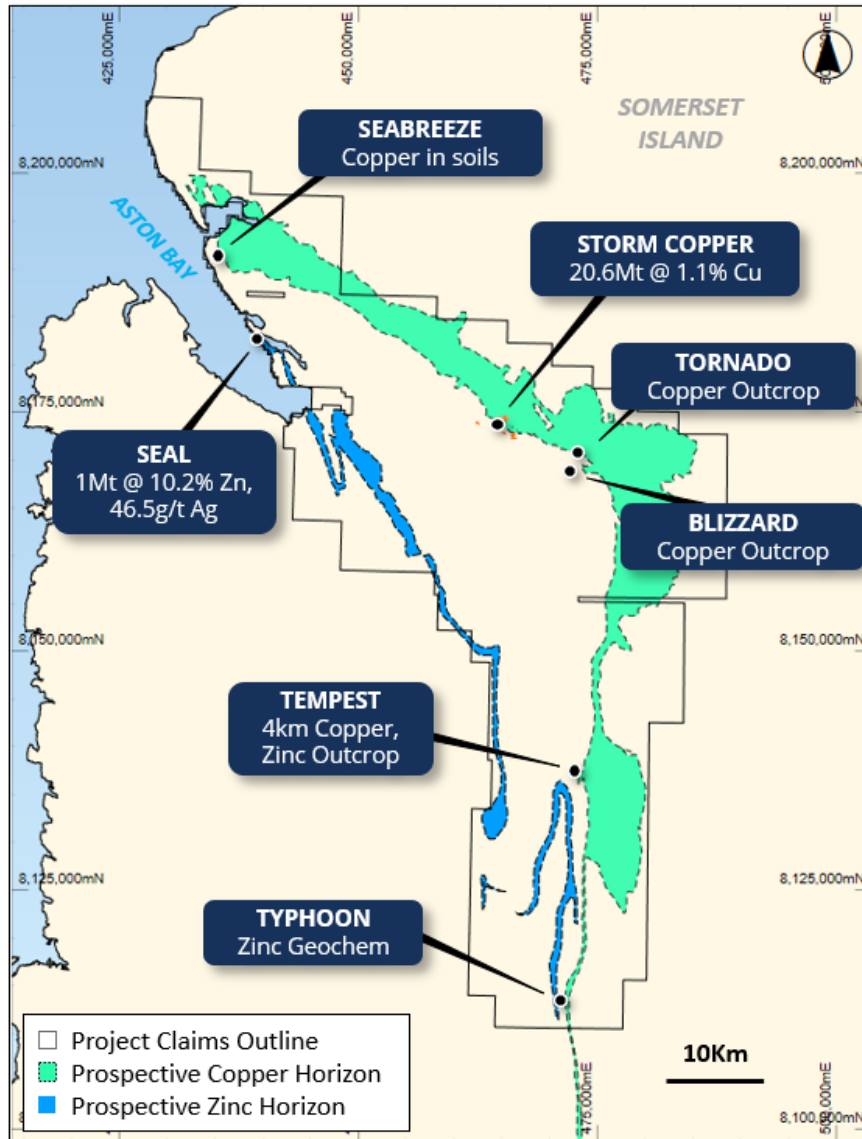 425,000mE
450,000mE
475,000mE
SOMERSET
ISLAND
SEABREEZE
Copper in soils
8,200,000mN
8,200,000mN
ASTON BAY
STORM COPPER
20.6Mt @ 1.1% Cu
TORNADO
Copper Outcrop
8,175,000mN
SEAL
1Mt @ 10.2% Zn,
46.5g/t Ag
BLIZZARD
Copper Outcrop
8,150,000mN
8,150,000mN
TEMPEST
4km Copper,
Zinc Outcrop
8,125,000mN
8,125,000mN
TYPHOON
Zinc Geochem
Project Claims Outline
Prospective Copper Horizon
Prospective Zinc Horizon
10Km
475,000mE
8,100,000mN